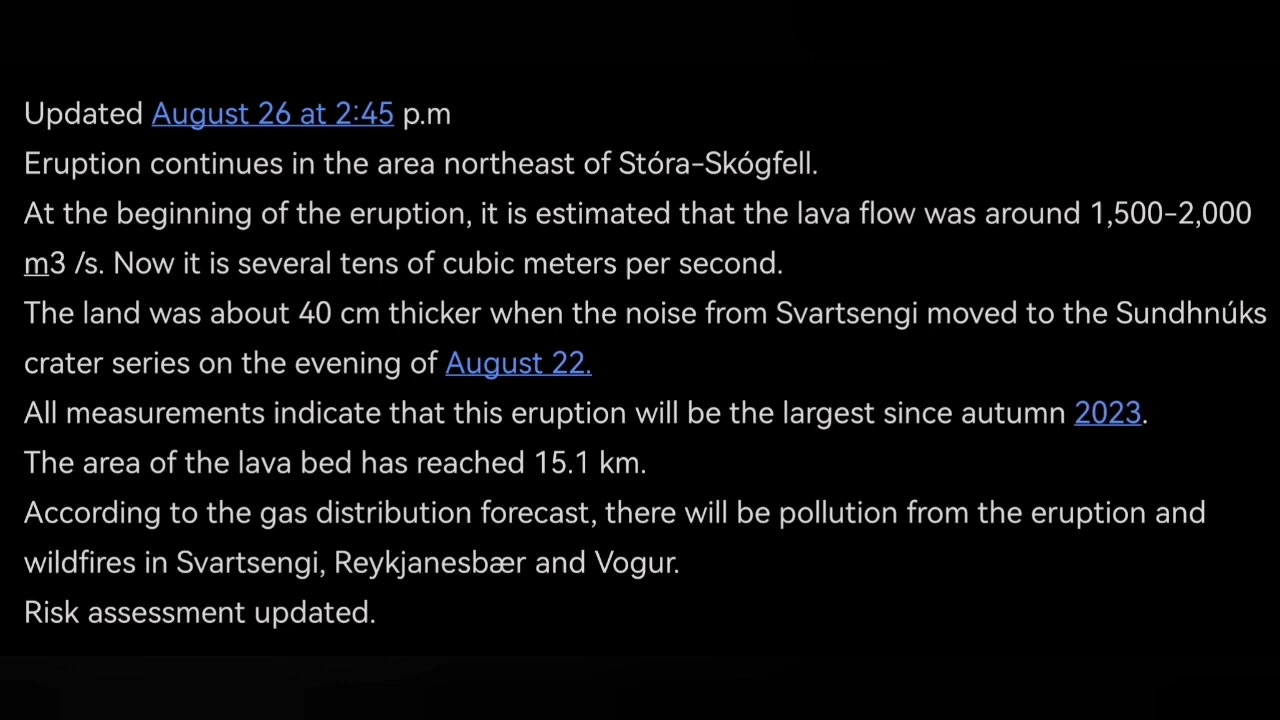 Updated August 26 at 2:45 p.m
Eruption continues in the area northeast of Stóra-Skógfell.
At the beginning of the eruption, it is estimated that the lava flow was around 1,500-2,000
m3 /s. Now it is several tens of cubic meters per second.
The land was about 40 cm thicker when the noise from Svartsengi moved to the Sundhnúks
crater series on the evening of August 22.
All measurements indicate that this eruption will be the largest since autumn 2023.
The area of the lava bed has reached 15.1 km.
According to the gas distribution forecast, there will be pollution from the eruption and
wildfires in Svartsengi, Reykjanesbær and Vogur.
Risk assessment updated.